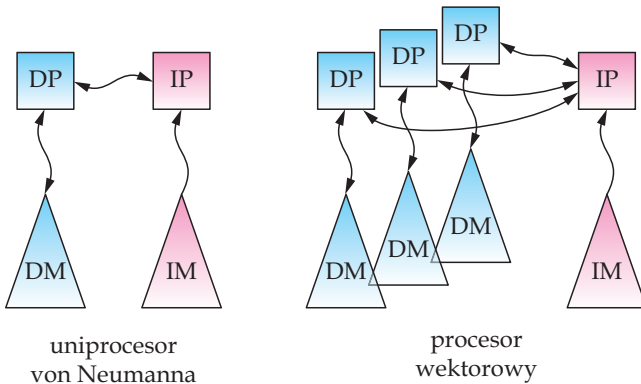 DP
IP
DM
IM
uniprocesor
von Neumanna
DP
DP
DP
IP
DM
DM
DM
IM
procesor
wektorowy